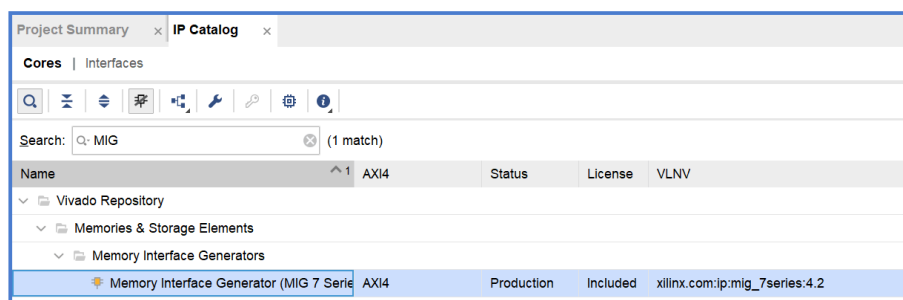 Project Summary × IP Catalog ×
Cores | Interfaces
Search: MIG (1 match)
Name 1 AXI4 Status License VLNV
Vivado Repository
Memories & Storage Elements
Memory Interface Generators
Memory Interface Generator (MIG 7 Serie AXI4 Production Included xilinx.com:ip:mig_7series:4.2